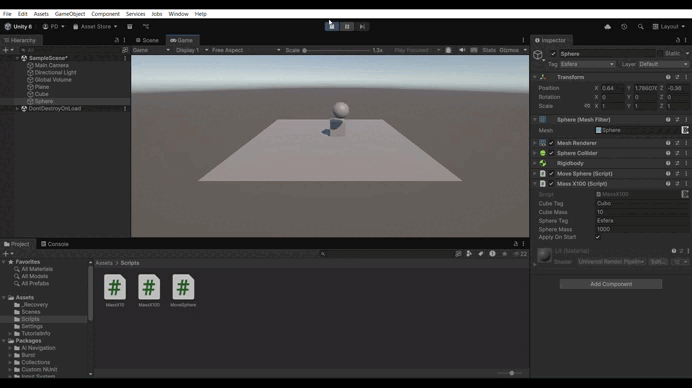 File Edit Assets GameObject Component Services Jobs Window Help
Unity 6 PD Asset Store Layout
Hierarchy Scene Game Inspector
All Game Display 1 Free Aspect Scale 1.3x Play Focused Stats Gizmos
SampleScene*
Main Camera
Directional Light
Global Volume
Plane
Cube
Sphere
DontDestroyOnLoad
Sphere Static
Tag Esfera Layer Default
Transform
Position X 0.64 Y 1.78607 Z -0.36
Rotation X 0 Y 0 Z 0
Scale X 1 Y 1 Z 1
Sphere (Mesh Filter)
Mesh Sphere
Mesh Renderer
Sphere Collider
Rigidbody
Move Sphere (Script)
Mass X100 (Script)
Script MassX100
Cube Tag Cubo
Cube Mass 10
Sphere Tag Esfera
Sphere Mass 1000
Apply On Start
Lit (Material)
Shader Universal Render Pipelin Edit...
Add Component
Project Console
22
Favorites
All Materials
All Models
All Prefabs
Assets
_Recovery
Scenes
Scripts
Settings
TutorialInfo
Packages
AI Navigation
Burst
Collections
Custom NUnit
Input System
Assets > Scripts
MassX10 MassX100 MoveSphere